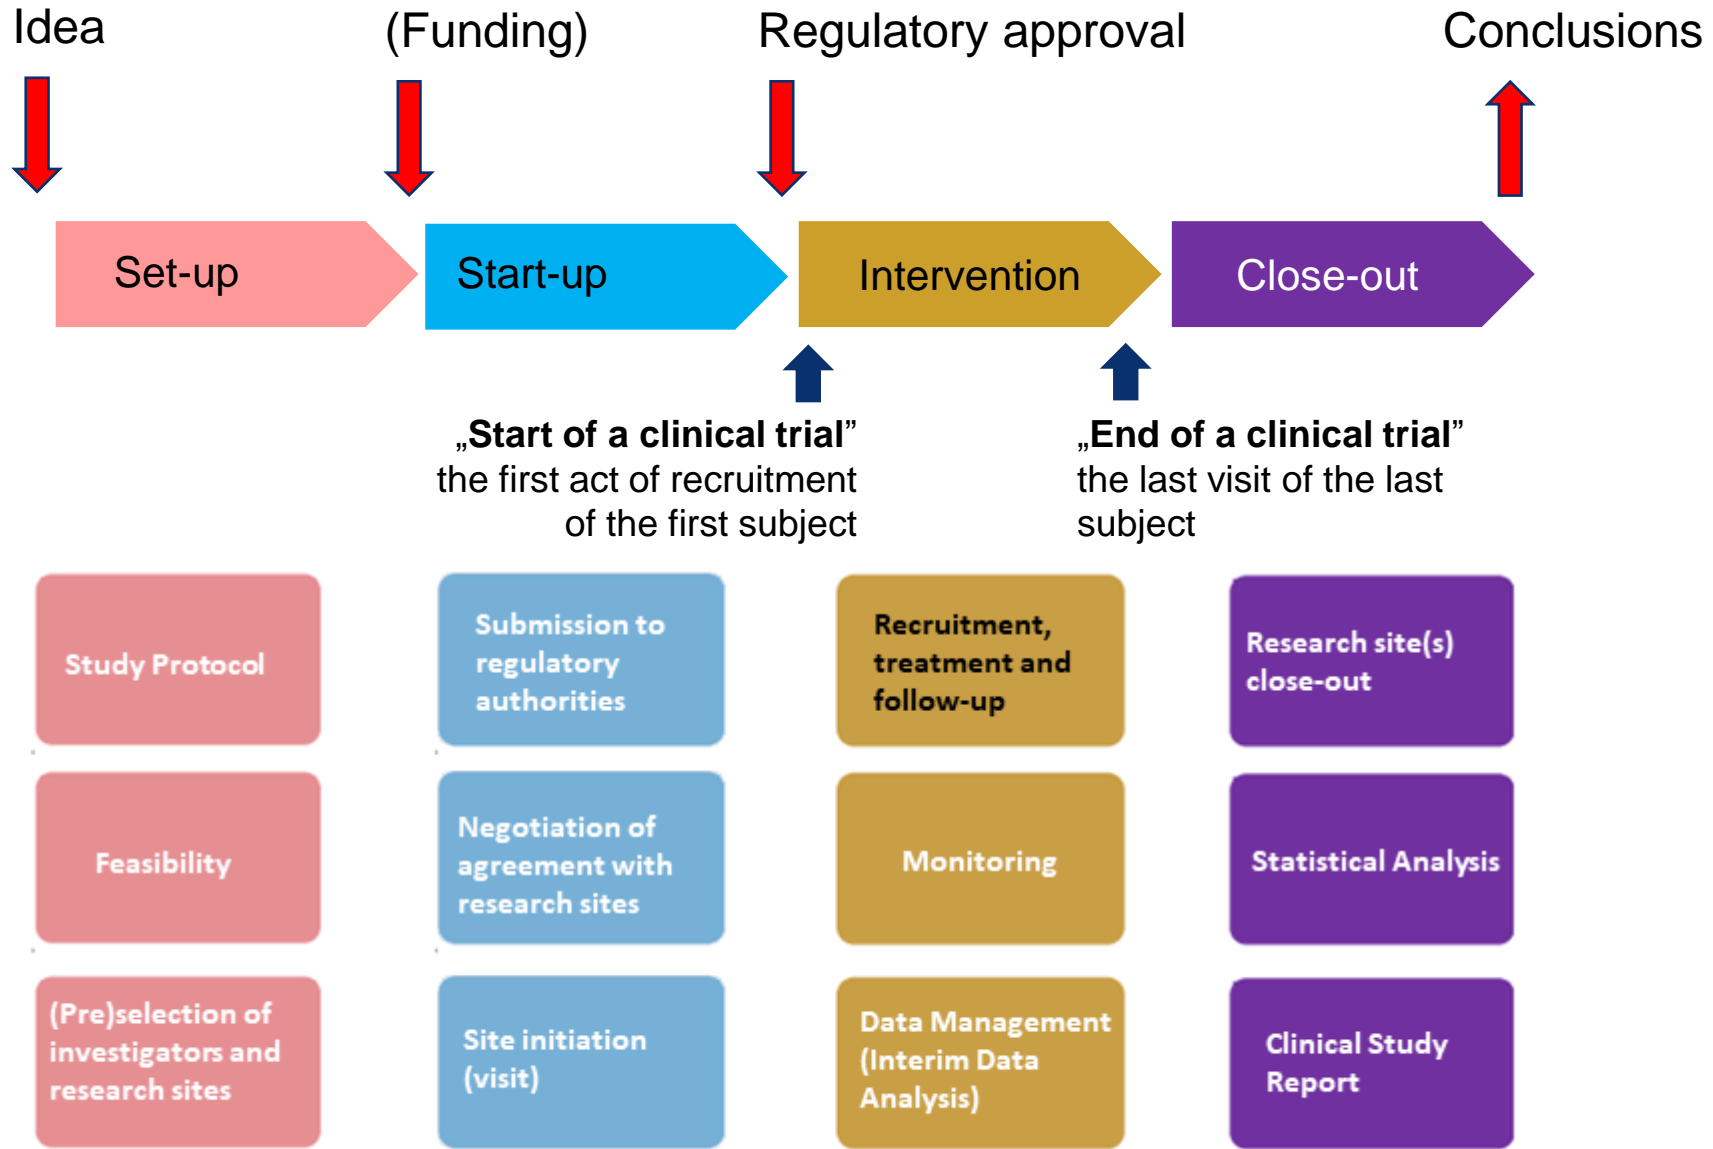 Idea
(Funding)
Regulatory approval
Conclusions
Set-up
Start-up
Intervention
Close-out
„Start of a clinical trial”
the first act of recruitment
of the first subject
„End of a clinical trial”
the last visit of the last
subject
Study Protocol
Submission to
regulatory
authorities
Recruitment,
treatment and
follow-up
Research site(s)
close-out
Feasibility
Negotiation of
agreement with
research sites
Monitoring
Statistical Analysis
(Pre)selection of
investigators and
research sites
Site initiation
(visit)
Data Management
(Interim Data
Analysis)
Clinical Study
Report